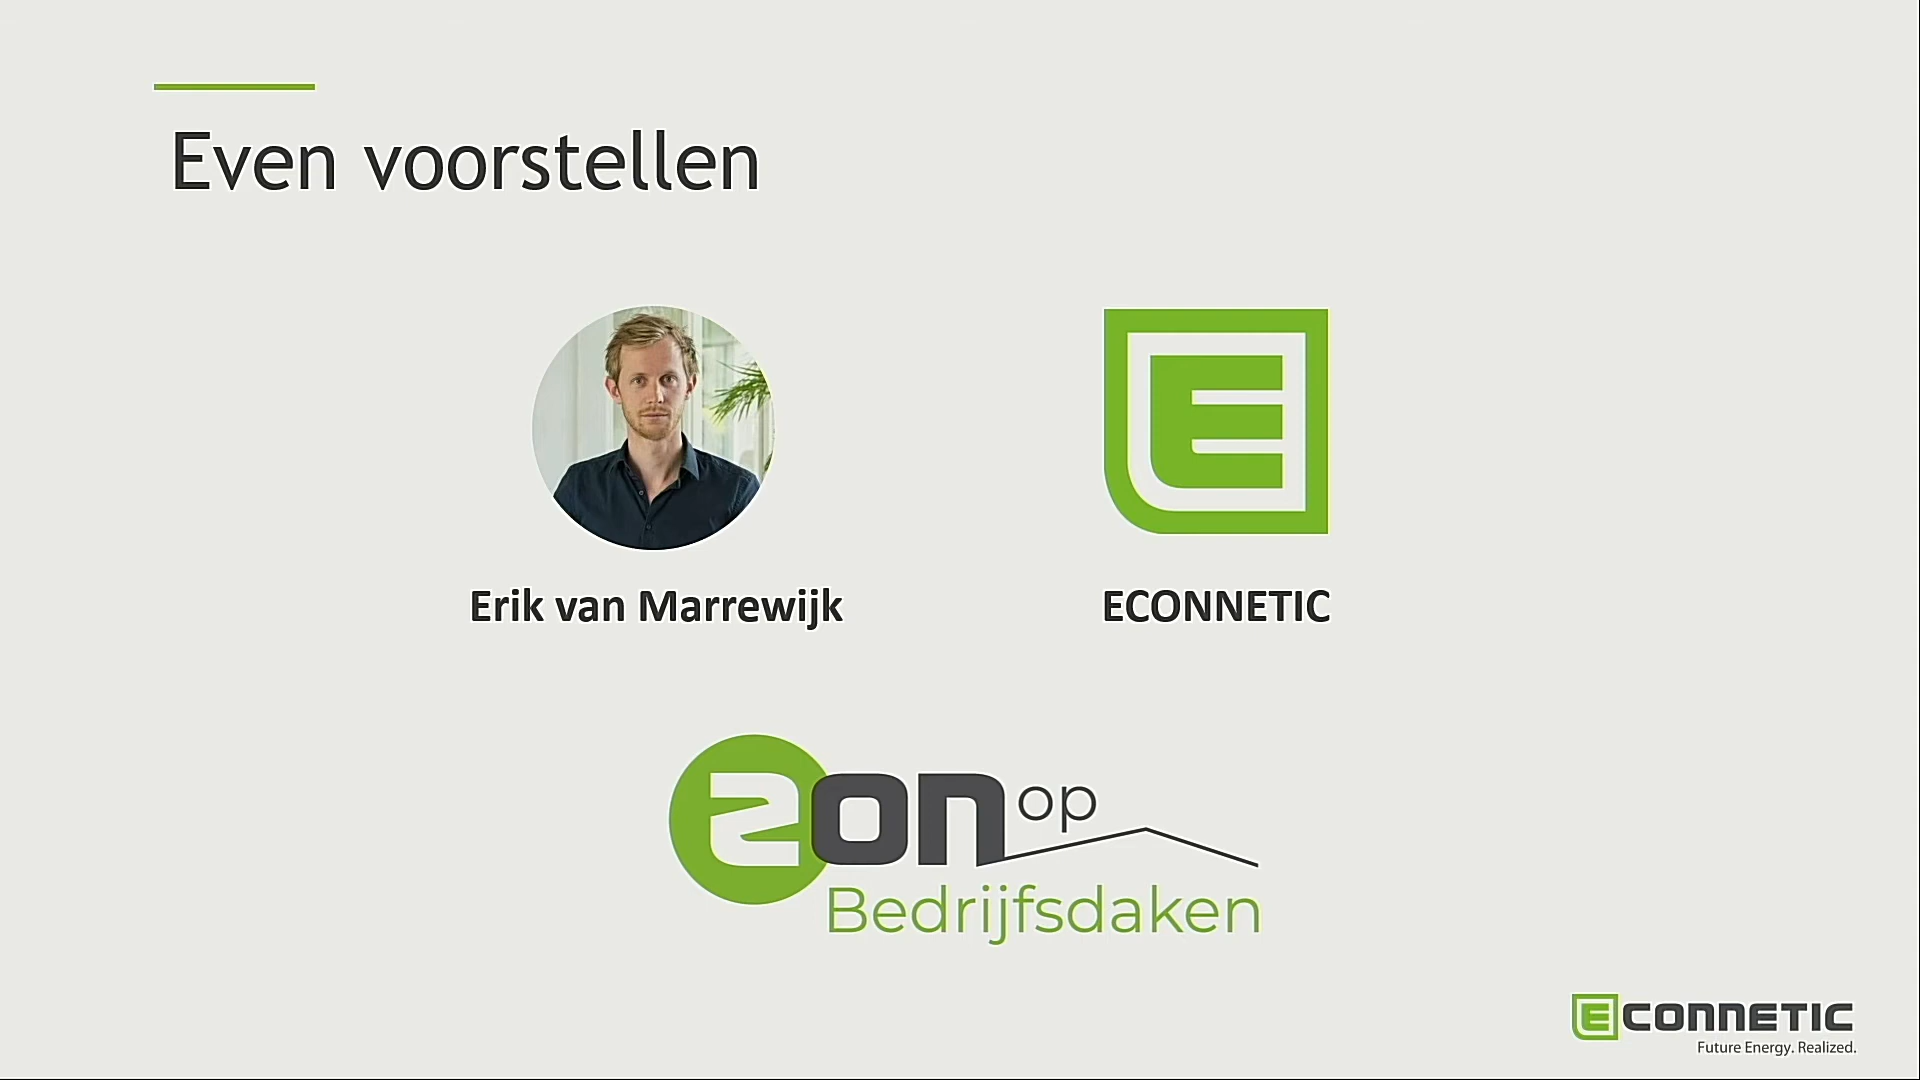 Even voorstellen
E
Erik van Marrewijk
ECONNETIC
zon op
Bedrijfsdaken
ECONNETIC
Future Energy. Realized.